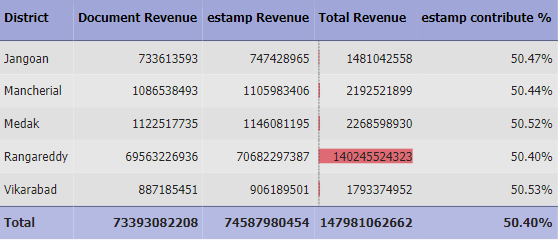 District Document Revenue estamp Revenue Total Revenue estamp contribute %
Jangoan 733613593 747428965 1481042558 50.47%
Mancherial 1086538493 1105983406 2192521899 50.44%
Medak 1122517735 1146081195 2268598930 50.52%
Rangareddy 69563226936 70682297387 140245524323 50.40%
Vikarabad 887185451 906189501 1793374952 50.53%
Total 73393082208 74587980454 147981062662 50.40%